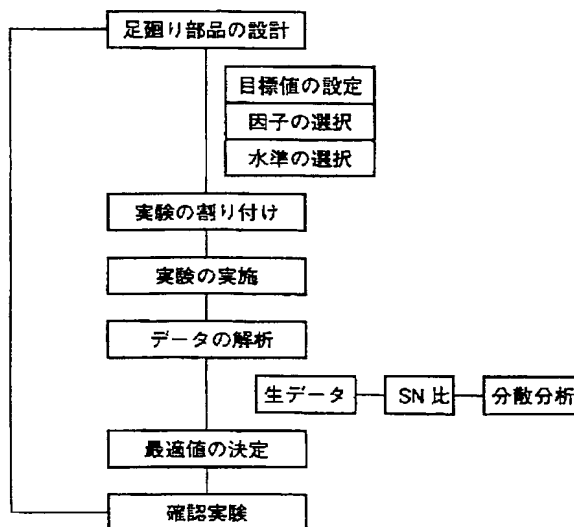 足廻り部品の設計
目標値の設定
因子の選択
水準の選択
実験の割り付け
実験の実施
データの解析
生データ
SN 比
分散分析
最適値の決定
確認実験